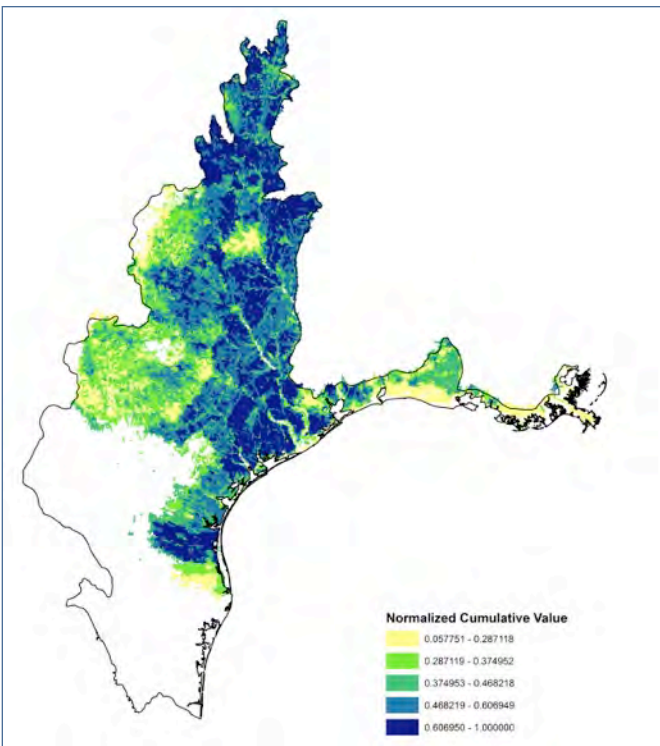 Normalized Cumulative Value
0.057751 - 0.287118
0.287119 - 0.374952
0.374953 - 0.468218
0.468219 - 0.606949
0.606950 - 1.000000